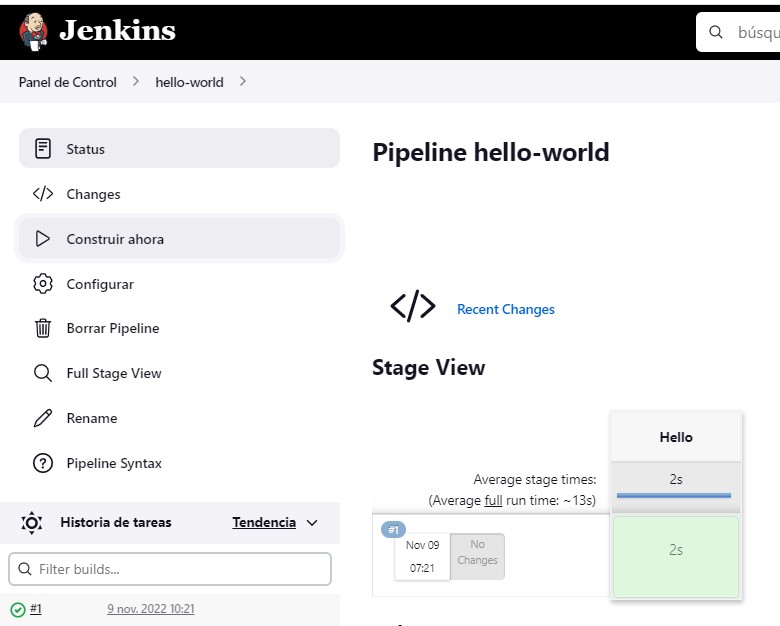 Jenkins
búsqu
Panel de Control
hello-world
Status
Changes
Construir ahora
Configurar
Borrar Pipeline
Full Stage View
Rename
Pipeline Syntax
Historia de tareas
Tendencia
Filter builds...
#1
9 nov. 2022 10:21
Pipeline hello-world
Recent Changes
Stage View
Hello
Average stage times:
2s
(Average full run time: ~13s)
#1
Nov 09
07:21
No
Changes
2s